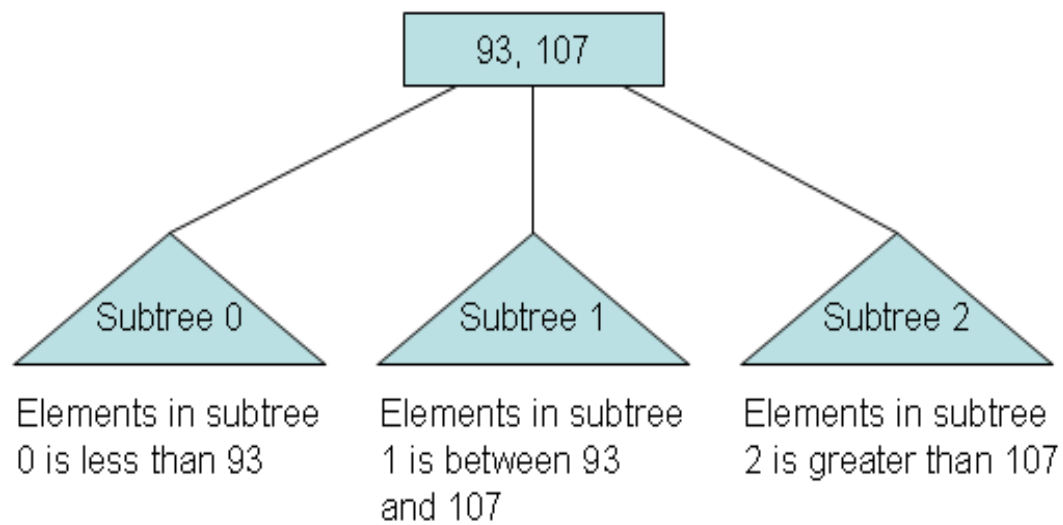 93, 107
Subtree 0
Subtree 1
Subtree 2
Elements in subtree
0 is less than 93
Elements in subtree
1 is between 93
and 107
Elements in subtree
2 is greater than 107